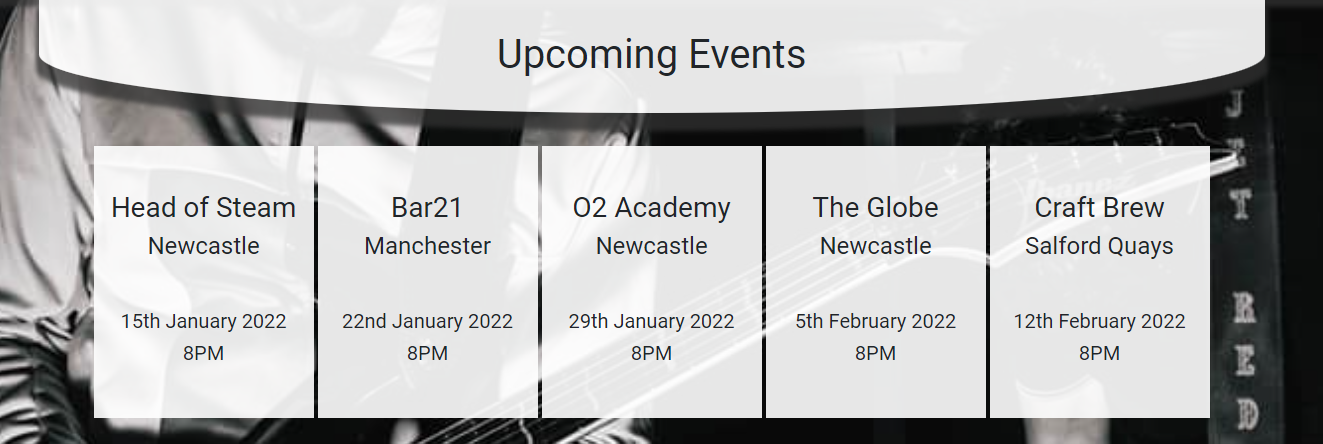 Upcoming Events
Head of Steam
Newcastle
15th January 2022
8PM
Bar21
Manchester
22nd January 2022
8PM
O2 Academy
Newcastle
29th January 2022
8PM
The Globe
Newcastle
5th February 2022
8PM
Craft Brew
Salford Quays
12th February 2022
8PM
Ibanez
JET RED